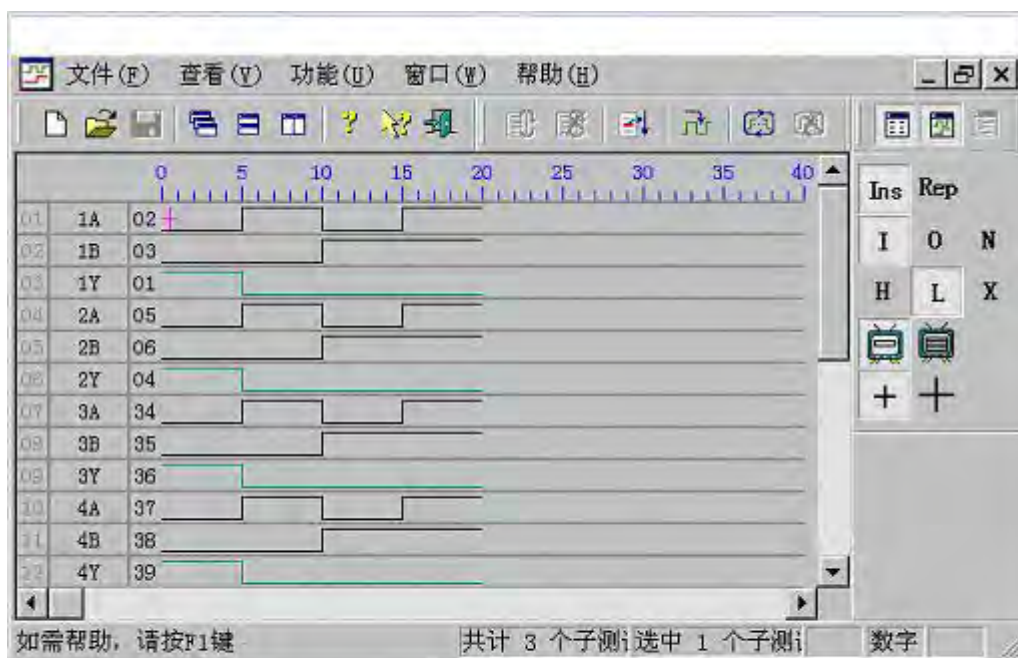 文件(F) 查看(V) 功能(U) 窗口(W) 帮助(H)
0 5 10 15 20 25 30 35 40
Ins Rep
I O N
H L X
01 1A 02
02 1B 03
03 1Y 01
04 2A 05
05 2B 06
06 2Y 04
07 3A 34
08 3B 35
09 3Y 36
10 4A 37
11 4B 38
12 4Y 39
如需帮助，请按F1键 共计 3 个子测 选中 1 个子测 数字